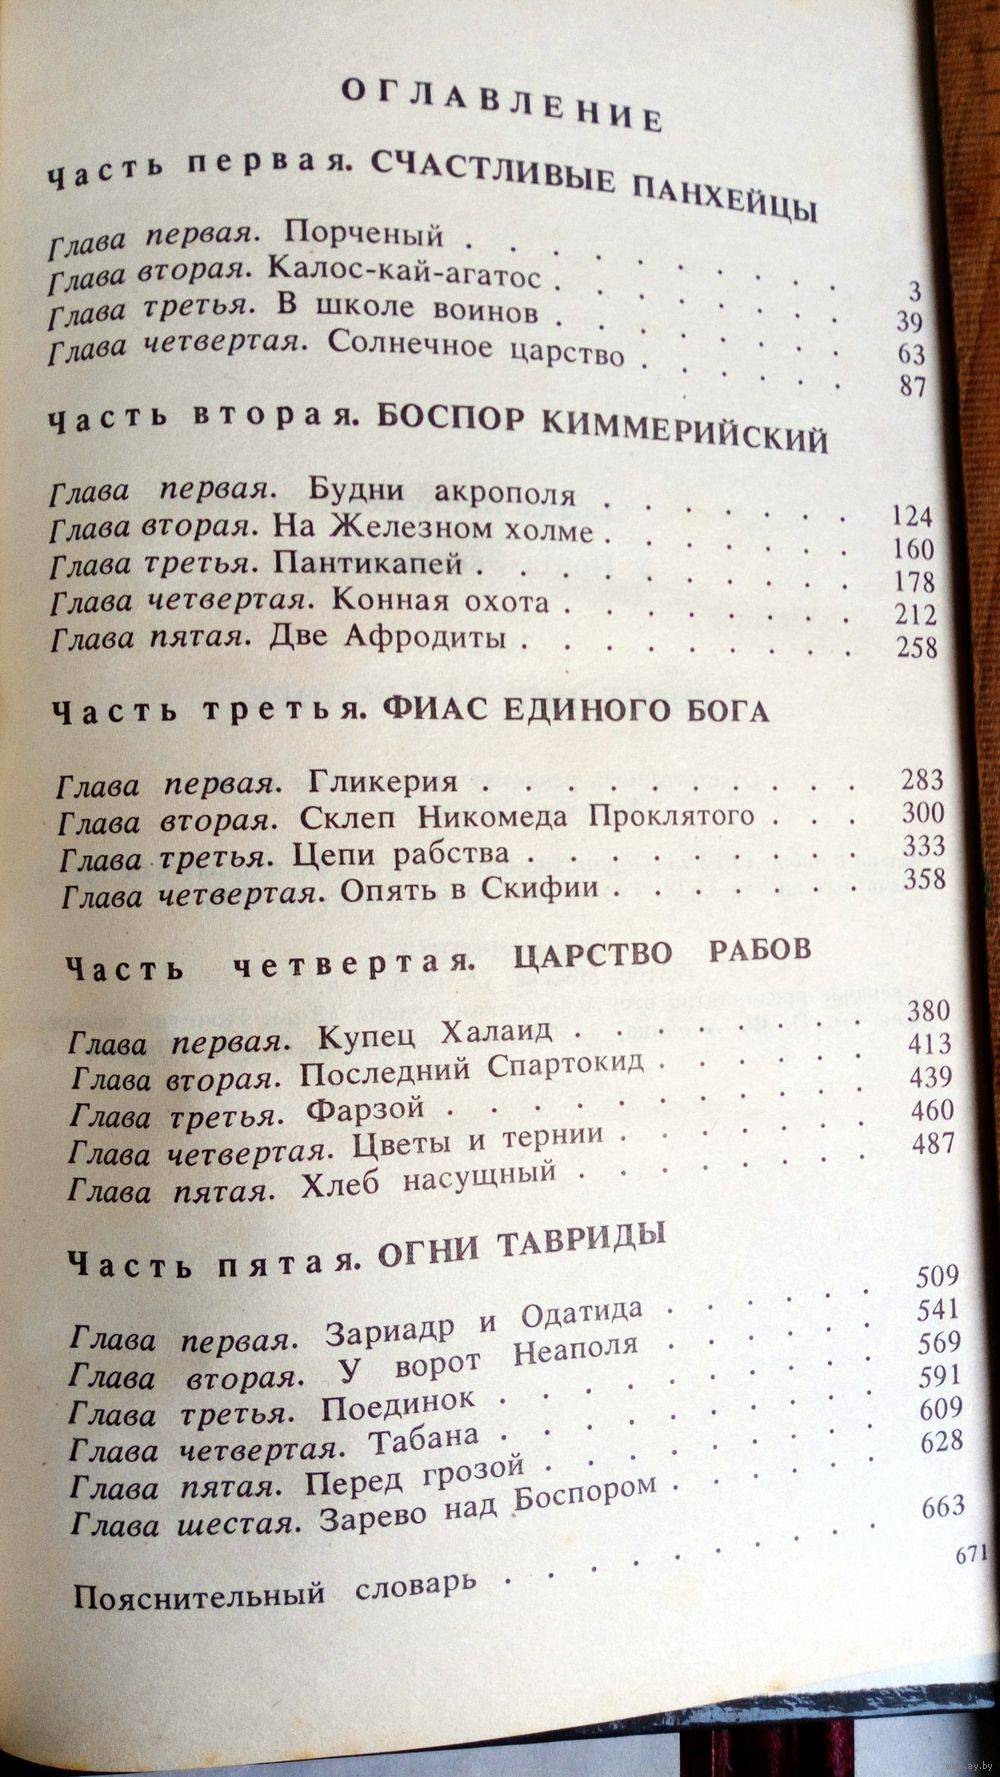 ОГЛАВЛЕНИЕ
Часть первая. СЧАСТЛИВЫЕ ПАНХЕЙЦЫ
Глава первая. Порченый . . . . . . . . . 3
Глава вторая. Калос-кай-агатос . . . . . . . 39
Глава третья. В школе воинов . . . . . . . 63
Глава четвертая. Солнечное царство . . . . . . 87
Часть вторая. БОСПОР КИММЕРИЙСКИЙ
Глава первая. Будни акрополя . . . . . . . 124
Глава вторая. На Железном холме . . . . . . . 160
Глава третья. Пантикапей . . . . . . . . . 178
Глава четвертая. Конная охота . . . . . . . . 212
Глава пятая. Две Афродиты . . . . . . . . . 258
Часть третья. ФИАС ЕДИНОГО БОГА
Глава первая. Гликерия . . . . . . . . . . 283
Глава вторая. Склеп Никомеда Проклятого . . . 300
Глава третья. Цепи рабства . . . . . . . . . 333
Глава четвертая. Опять в Скифии . . . . . . . 358
Часть четвертая. ЦАРСТВО РАБОВ
Глава первая. Купец Халаид . . . . . . . . 380
Глава вторая. Последний Спартокид . . . . . . 413
Глава третья. Фарзой . . . . . . . . . . 439
Глава четвертая. Цветы и тернии . . . . . . . 460
Глава пятая. Хлеб насущный . . . . . . . . 487
Часть пятая. ОГНИ ТАВРИДЫ
Глава первая. Зариадр и Одатида . . . . . . 509
Глава вторая. У ворот Неаполя . . . . . . 541
Глава третья. Поединок . . . . . . . . . 569
Глава четвертая. Табана . . . . . . . . . 591
Глава пятая. Перед грозой . . . . . . . . 609
Глава шестая. Зарево над Боспором . . . . . 628
Пояснительный словарь . . . . . . . . . 663
671